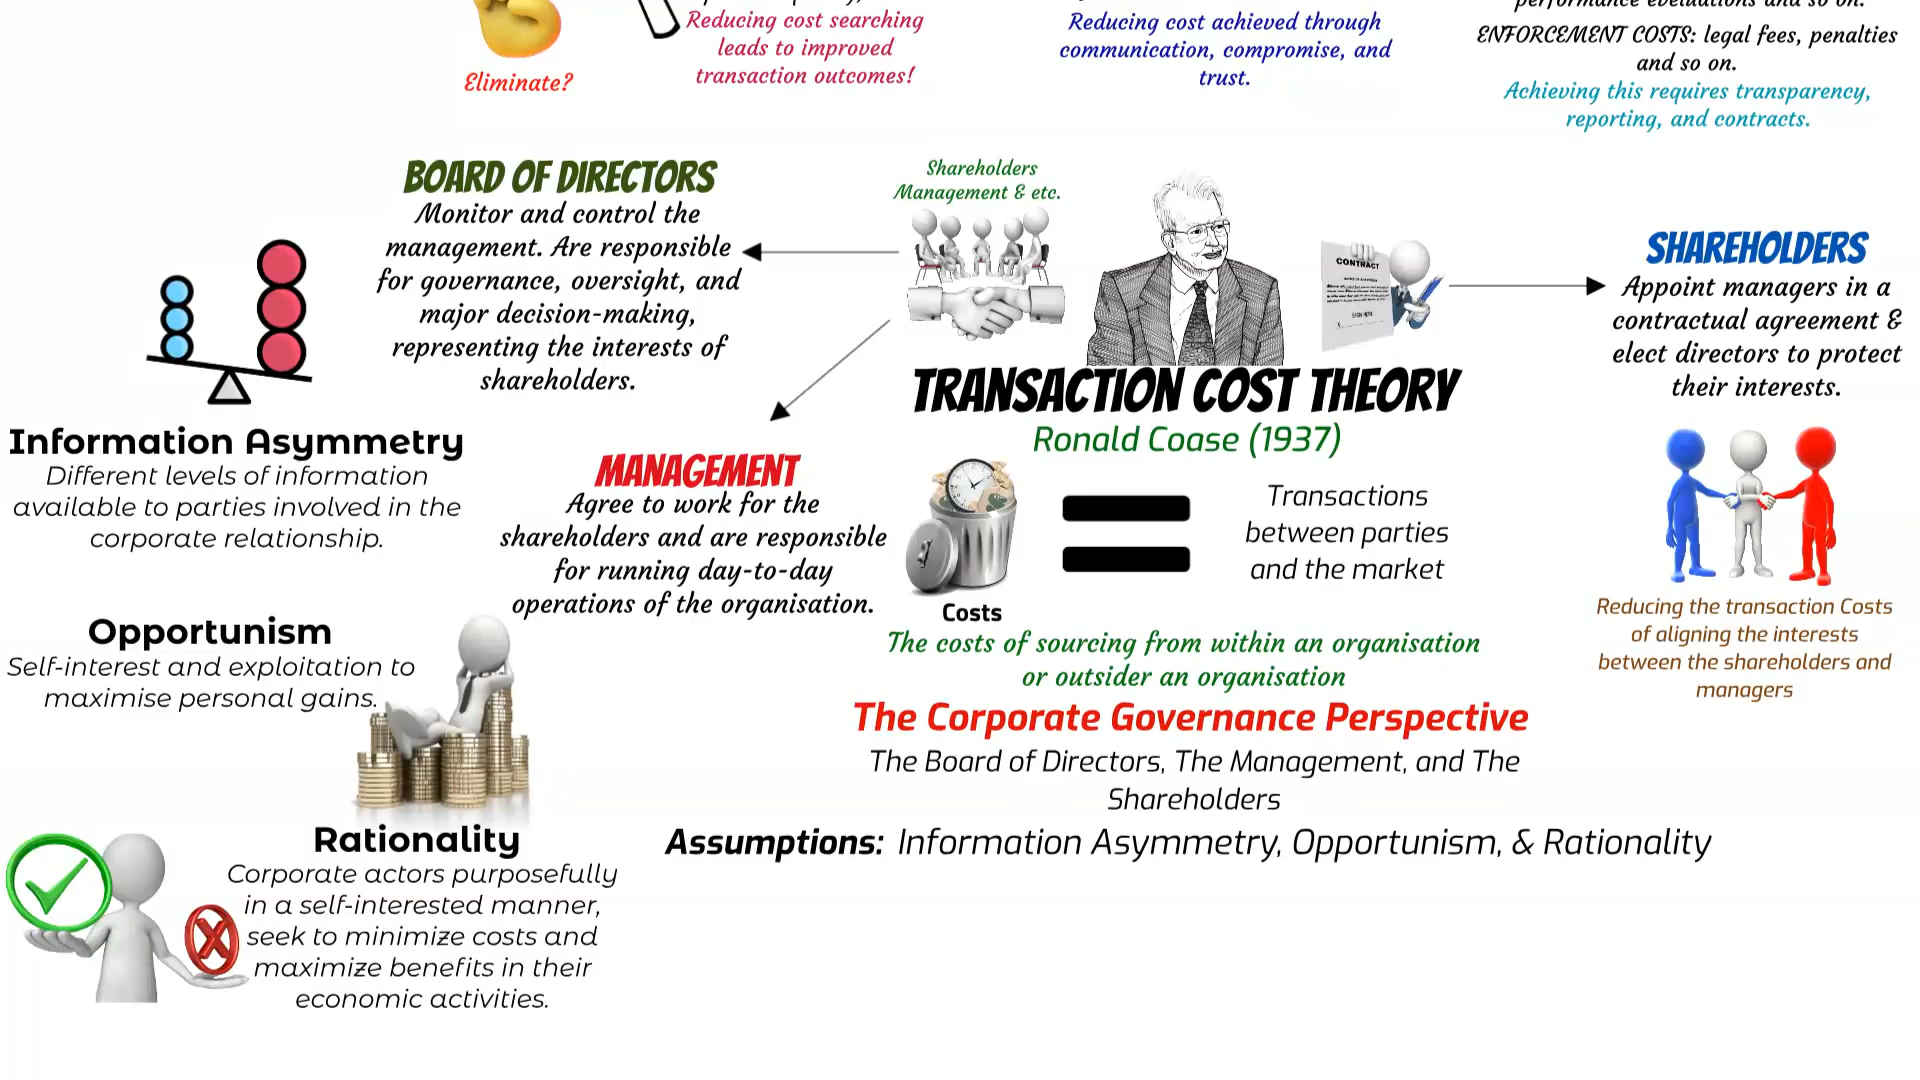 Eliminate?
Reducing cost searching
leads to improved
transaction outcomes!
Reducing cost achieved through
communication, compromise, and
trust.
performance eveluations and so on.
ENFORCEMENT COSTS: legal fees, penalties
and so on.
Achieving this requires transparency,
reporting, and contracts.
BOARD OF DIRECTORS
Monitor and control the
management. Are responsible
for governance, oversight, and
major decision-making,
representing the interests of
shareholders.
Shareholders
Management & etc.
CONTRACT
SIGN HERE
SHAREHOLDERS
Appoint managers in a
contractual agreement &
elect directors to protect
their interests.
TRANSACTION COST THEORY
Ronald Coase (1937)
Information Asymmetry
Different levels of information
available to parties involved in the
corporate relationship.
MANAGEMENT
Agree to work for the
shareholders and are responsible
for running day-to-day
operations of the organisation.
Costs
Transactions
between parties
and the market
Reducing the transaction Costs
of aligning the interests
between the shareholders and
managers
Opportunism
Self-interest and exploitation to
maximise personal gains.
The costs of sourcing from within an organisation
or outsider an organisation
The Corporate Governance Perspective
The Board of Directors, The Management, and The
Shareholders
Assumptions: Information Asymmetry, Opportunism, & Rationality
Rationality
Corporate actors purposefully
in a self-interested manner,
seek to minimize costs and
maximize benefits in their
economic activities.